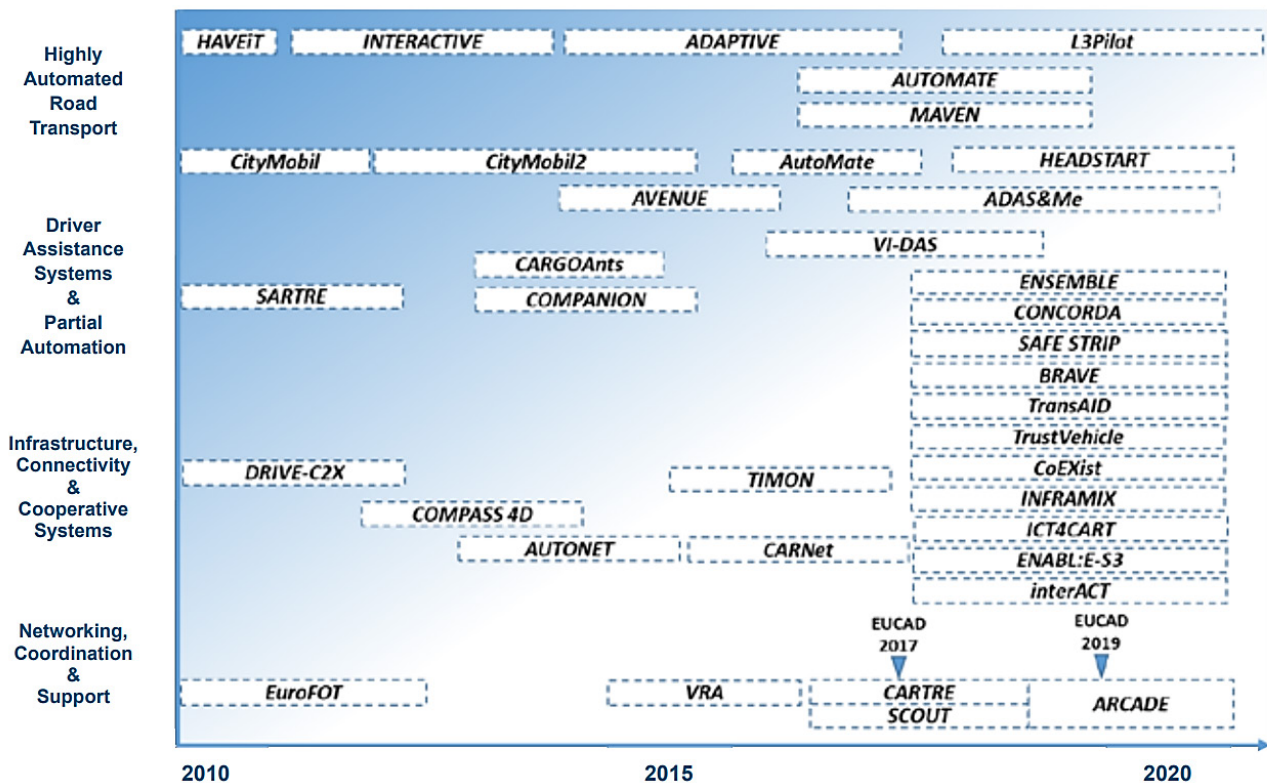 Highly
Automated
Road
Transport
HAVEiT
INTERACTIVE
ADAPTIVE
L3Pilot
AUTOMATE
MAVEN
CityMobil
CityMobil2
AutoMate
HEADSTART
AVENUE
ADAS&Me
Driver
Assistance
Systems
&
Partial
Automation
VI-DAS
CARGOAnts
SARTRE
COMPANION
ENSEMBLE
CONCORDA
SAFE STRIP
BRAVE
TransAID
TrustVehicle
CoEXist
INFRAMIX
ICT4CART
ENABL:E-S3
interACT
Infrastructure,
Connectivity
&
Cooperative
Systems
DRIVE-C2X
TIMON
COMPASS 4D
AUTONET
CARNet
Networking,
Coordination
&
Support
EUCAD
2017
EUCAD
2019
EuroFOT
VRA
CARTRE
SCOUT
ARCADE
2010
2015
2020